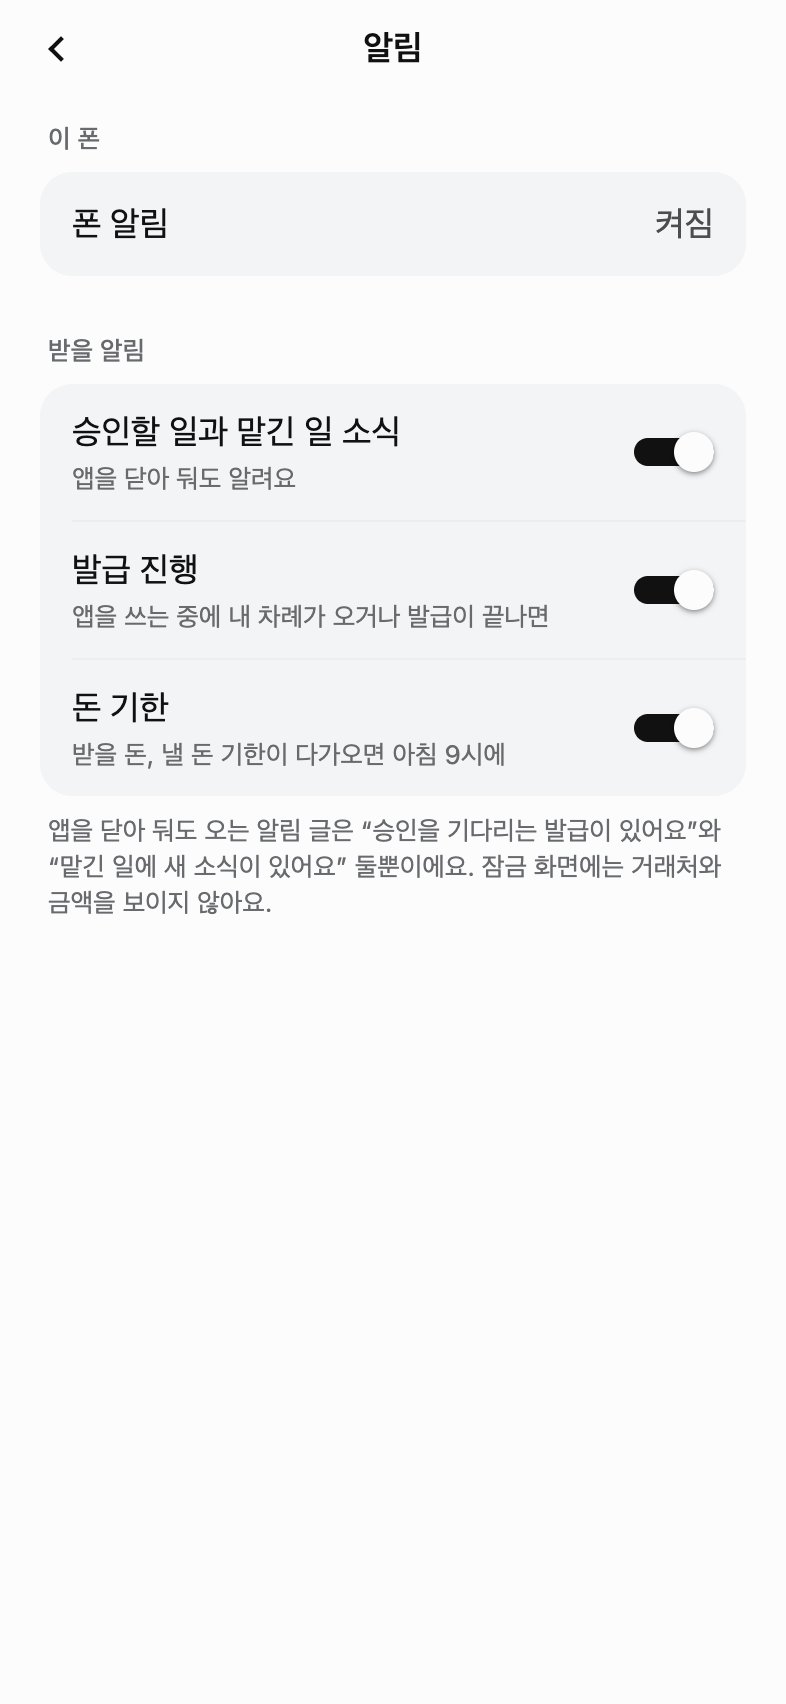 알림
이 폰
폰 알림 켜짐
받을 알림
승인할 일과 맡긴 일 소식
앱을 닫아 둬도 알려요
발급 진행
앱을 쓰는 중에 내 차례가 오거나 발급이 끝나면
돈 기한
받을 돈, 낼 돈 기한이 다가오면 아침 9시에
앱을 닫아 둬도 오는 알림 글은 “승인을 기다리는 발급이 있어요”와
“맡긴 일에 새 소식이 있어요” 둘뿐이에요. 잠금 화면에는 거래처와
금액을 보이지 않아요.